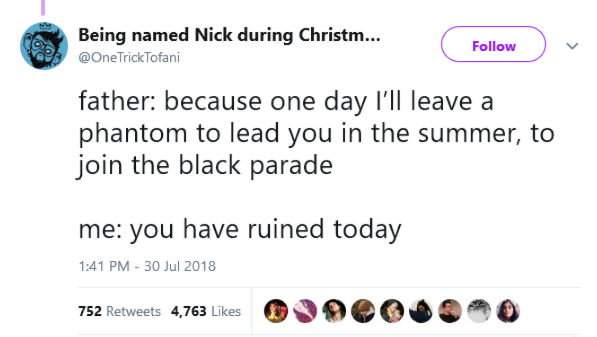 Being named Nick during Christm...
@OneTrickTofani
Follow
father: because one day I'll leave a
phantom to lead you in the summer, to
join the black parade
me: you have ruined today
1:41 PM - 30 Jul 2018
752 Retweets 4,763 Likes